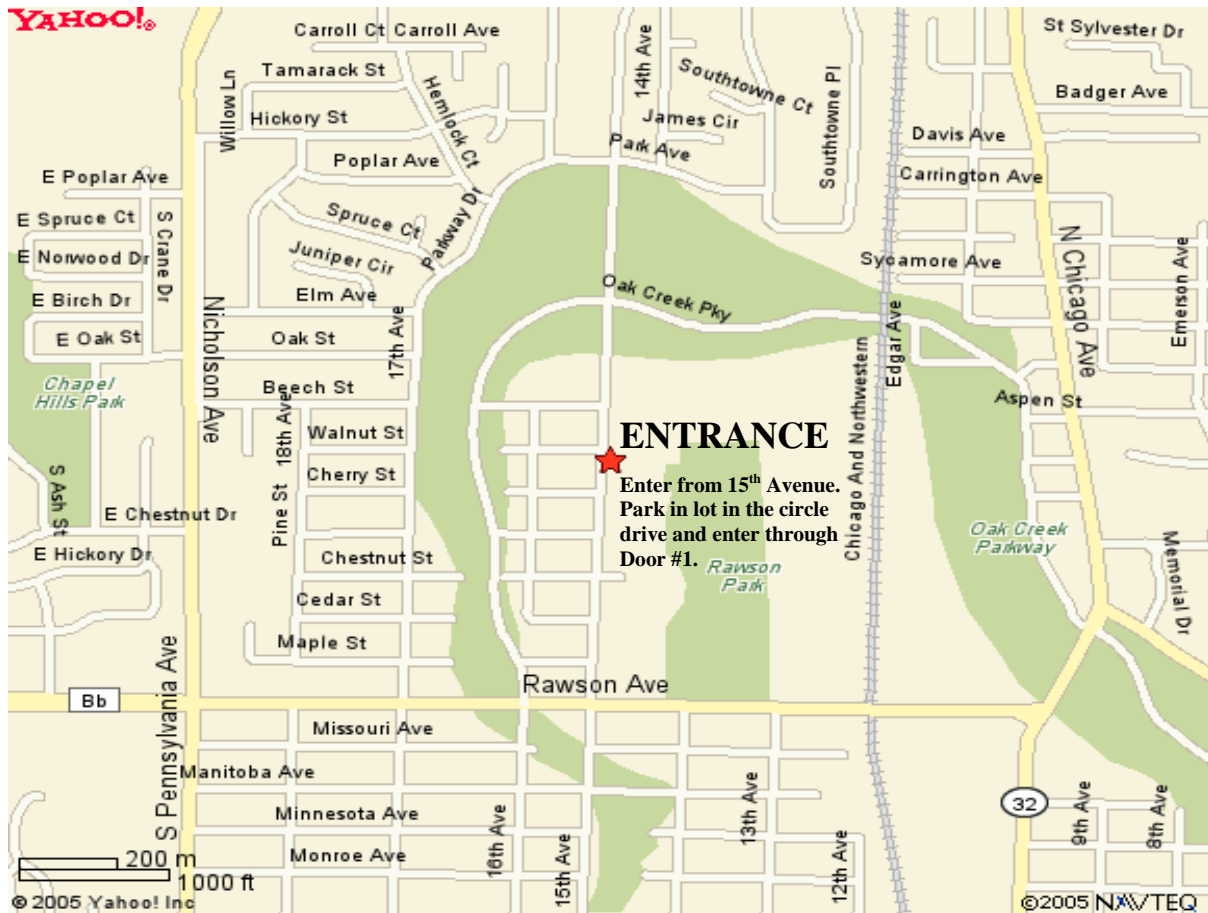 YAHOO!®
Carroll Ct
Carroll Ave
14th Ave
St Sylvester Dr
Tamarack St
Willow Ln
Hemlock Ct
Southtowne Ct
Southtowne Pl
Badger Ave
Hickory St
James Cir
Davis Ave
Poplar Ave
Park Ave
E Poplar Ave
Carrington Ave
E Spruce Ct
S Crane Dr
Spruce Ct
Parkway Dr
N Chicago Ave
E Norwood Dr
Juniper Cir
Sycamore Ave
Emerson Ave
E Birch Dr
Nicholson Ave
Elm Ave
Oak Creek Pky
E Oak St
Oak St
17th Ave
Edgar Ave
Chapel
Hills Park
Beech St
Aspen St
18th Ave
Walnut St
ENTRANCE
Chicago And Northwestern
Cherry St
Enter from 15th Avenue.
Park in lot in the circle
drive and enter through
Door #1.
S Ash St
Pine St
E Chestnut Dr
Oak Creek
Parkway
E Hickory Dr
Chestnut St
Rawson
Park
Memorial Dr
Cedar St
Maple St
S Pennsylvania Ave
Rawson Ave
Bb
Missouri Ave
Manitoba Ave
Minnesota Ave
16th Ave
15th Ave
13th Ave
12th Ave
32
9th Ave
8th Ave
Monroe Ave
200 m
1000 ft
© 2005 Yahoo! Inc
©2005 NAVTEQ